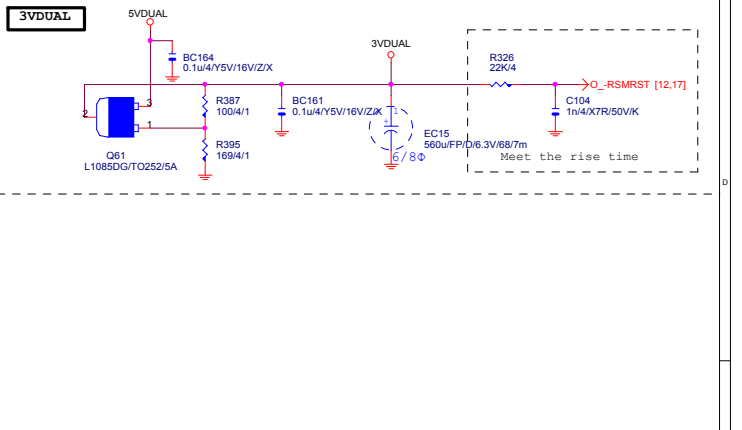 3VDUAL
5VDUAL
BC164
0.1u/4/Y5V/16V/Z/X
3VDUAL
R326
22K/4
O_-RSMRST [12,17]
2
3
1
R387
100/4/1
BC161
0.1u/4/Y5V/16V/Z/X
1
+
C104
1n/4/X7R/50V/K
EC15
560u/FP/D/6.3V/68/7m
6/8Φ
R395
169/4/1
Q61
L1085DG/TO252/5A
Meet the rise time
D